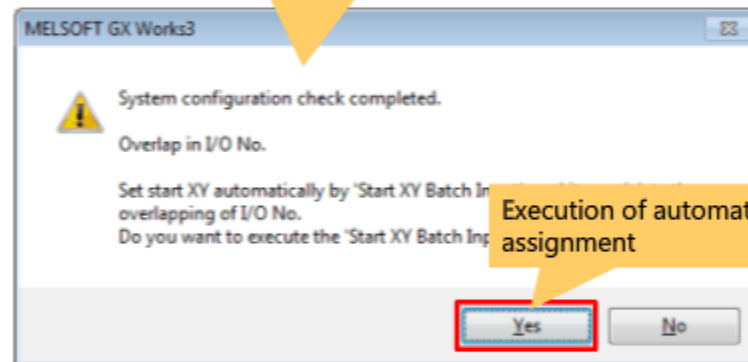 MELSOFT GX Works3
System configuration check completed.
Overlap in I/O No.
Set start XY automatically by 'Start XY Batch In
overlapping of I/O No.
Do you want to execute the 'Start XY Batch Inp
Execution of automat
assignment
Yes
No